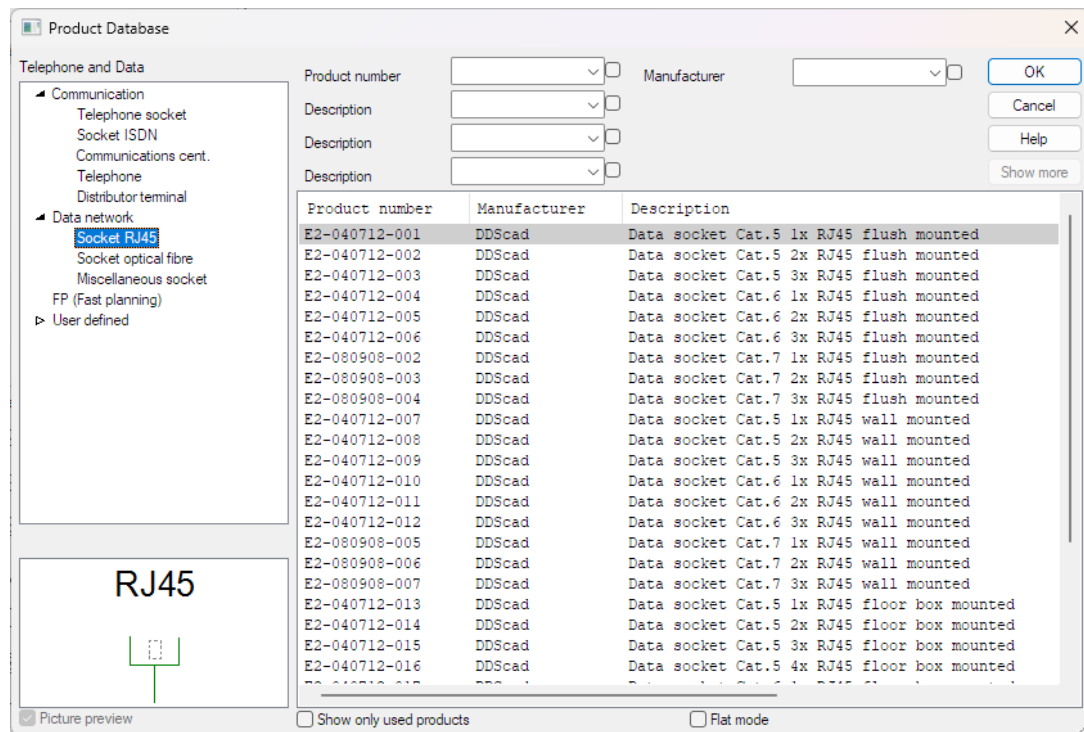 Product Database
Telephone and Data
Communication
Telephone socket
Socket ISDN
Communications cent.
Telephone
Distributor terminal
Data network
Socket RJ45
Socket optical fibre
Miscellaneous socket
FP (Fast planning)
User defined
Product number
Manufacturer
OK
Description
Cancel
Description
Help
Description
Show more
Product number Manufacturer Description
E2-040712-001 DDScad Data socket Cat.5 1x RJ45 flush mounted
E2-040712-002 DDScad Data socket Cat.5 2x RJ45 flush mounted
E2-040712-003 DDScad Data socket Cat.5 3x RJ45 flush mounted
E2-040712-004 DDScad Data socket Cat.6 1x RJ45 flush mounted
E2-040712-005 DDScad Data socket Cat.6 2x RJ45 flush mounted
E2-040712-006 DDScad Data socket Cat.6 3x RJ45 flush mounted
E2-080908-002 DDScad Data socket Cat.7 1x RJ45 flush mounted
E2-080908-003 DDScad Data socket Cat.7 2x RJ45 flush mounted
E2-080908-004 DDScad Data socket Cat.7 3x RJ45 flush mounted
E2-040712-007 DDScad Data socket Cat.5 1x RJ45 wall mounted
E2-040712-008 DDScad Data socket Cat.5 2x RJ45 wall mounted
E2-040712-009 DDScad Data socket Cat.5 3x RJ45 wall mounted
E2-040712-010 DDScad Data socket Cat.6 1x RJ45 wall mounted
E2-040712-011 DDScad Data socket Cat.6 2x RJ45 wall mounted
E2-040712-012 DDScad Data socket Cat.6 3x RJ45 wall mounted
E2-080908-005 DDScad Data socket Cat.7 1x RJ45 wall mounted
E2-080908-006 DDScad Data socket Cat.7 2x RJ45 wall mounted
E2-080908-007 DDScad Data socket Cat.7 3x RJ45 wall mounted
E2-040712-013 DDScad Data socket Cat.5 1x RJ45 floor box mounted
E2-040712-014 DDScad Data socket Cat.5 2x RJ45 floor box mounted
E2-040712-015 DDScad Data socket Cat.5 3x RJ45 floor box mounted
E2-040712-016 DDScad Data socket Cat.5 4x RJ45 floor box mounted
RJ45
Picture preview
Show only used products
Flat mode